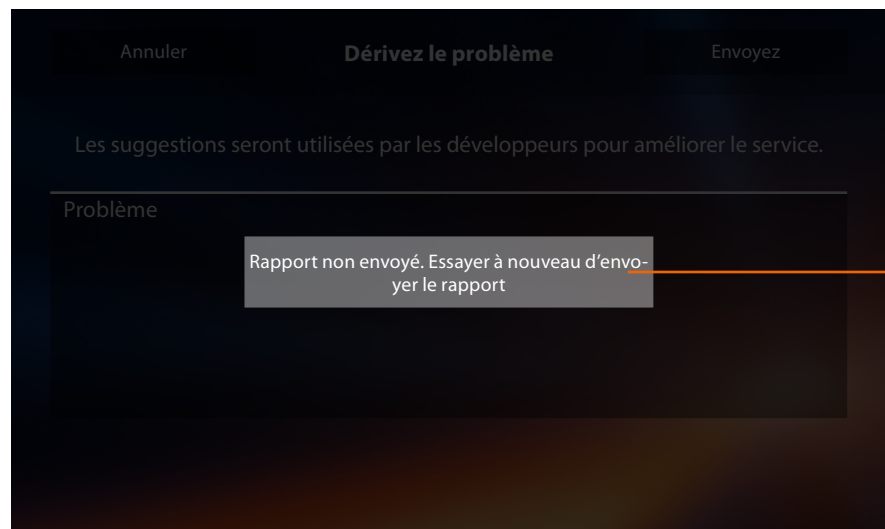 Annuler
Dérivez le problème
Envoyez
Les suggestions seront utilisées par les développeurs pour améliorer le service.
Problème
Rapport non envoyé. Essayer à nouveau d'envo-
yer le rapport